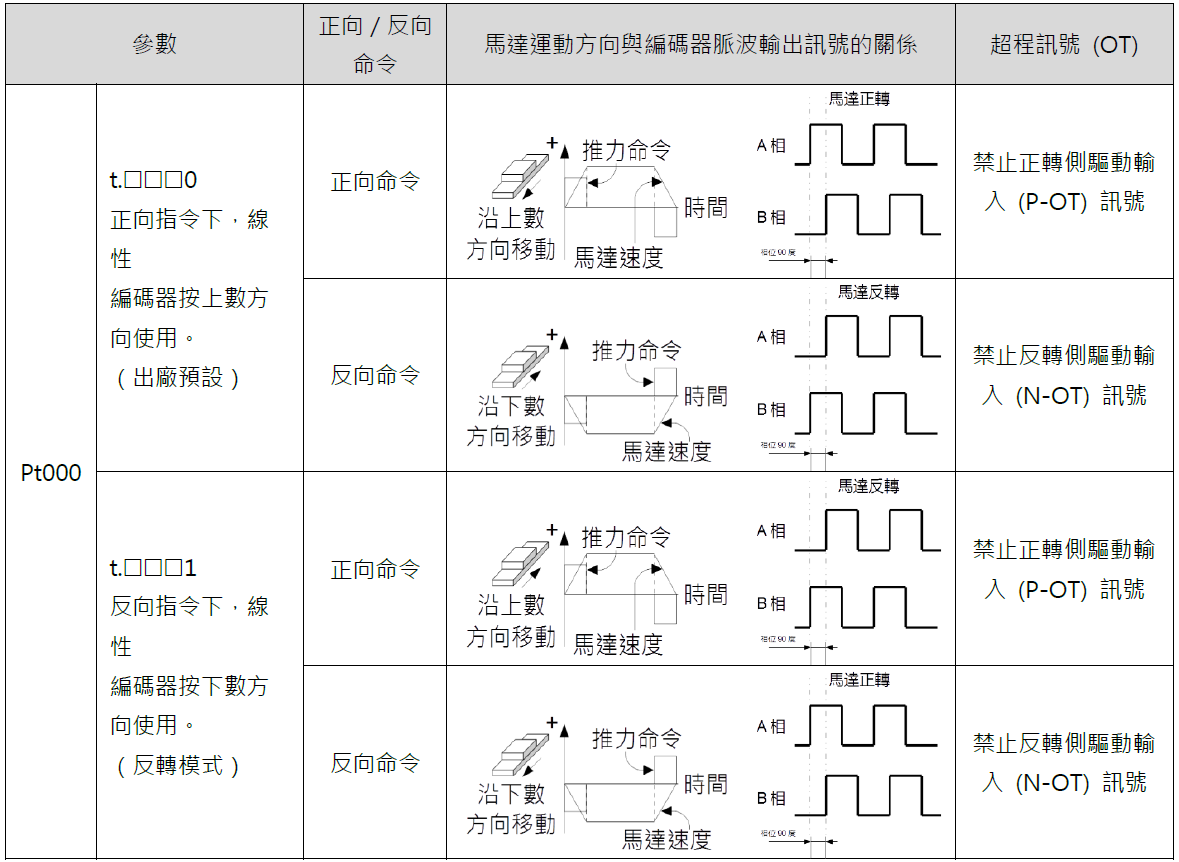 參數
正向 / 反向
命令
馬達運動方向與編碼器脈波輸出訊號的關係
超程訊號 (OT)
Pt000
t.□□□0
正向指令下，線
性
編碼器按上數方
向使用。
（出廠預設）
正向命令
+
推力命令
時間
沿上數
方向移動
馬達速度
馬達正轉
A相
B相
相位90度
禁止正轉側驅動輸
入 (P-OT) 訊號
反向命令
+
推力命令
時間
沿下數
方向移動
馬達速度
馬達反轉
A相
B相
相位90度
禁止反轉側驅動輸
入 (N-OT) 訊號
t.□□□1
反向指令下，線
性
編碼器按下數方
向使用。
（反轉模式）
正向命令
+
推力命令
時間
沿上數
方向移動
馬達速度
馬達反轉
A相
B相
相位90度
禁止正轉側驅動輸
入 (P-OT) 訊號
反向命令
+
推力命令
時間
沿下數
方向移動
馬達速度
馬達正轉
A相
B相
相位90度
禁止反轉側驅動輸
入 (N-OT) 訊號